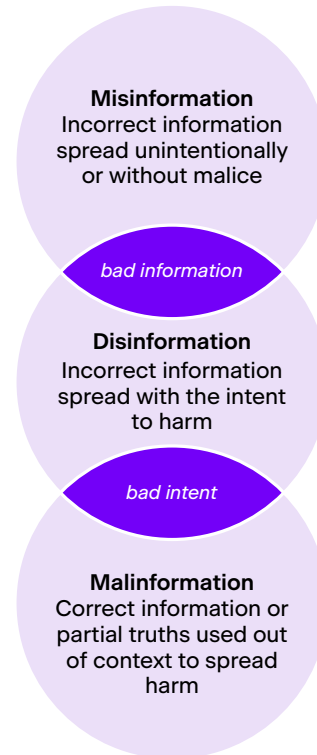 Misinformation
Incorrect information
spread unintentionally
or without malice
bad information
Disinformation
Incorrect information
spread with the intent
to harm
bad intent
Malinformation
Correct information or
partial truths used out
of context to spread
harm